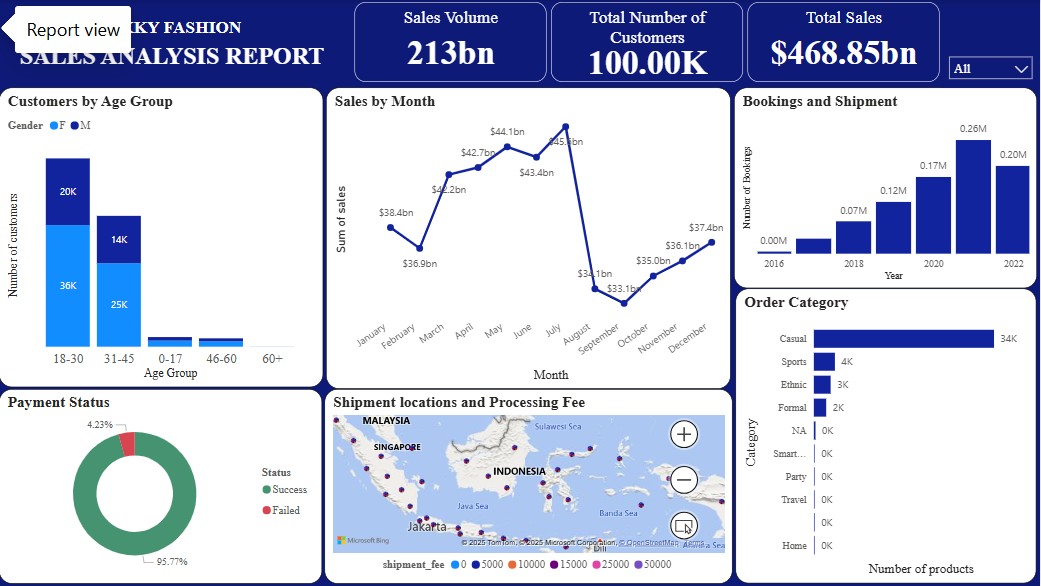 Report view
KKY FASHION
SALES ANALYSIS REPORT
Sales Volume
213bn
Total Number of
Customers
100.00K
Total Sales
$468.85bn
All
Customers by Age Group
Gender F M
Number of customers
20K
36K
14K
25K
18-30 31-45 0-17 46-60 60+
Age Group
Sales by Month
Sum of sales
$38.4bn
$36.9bn
$42.2bn
$42.7bn
$44.1bn
$43.4bn
$45.5bn
$34.1bn
$33.1bn
$35.0bn
$36.1bn
$37.4bn
January February March April May June July August September October November December
Month
Bookings and Shipment
Number of Bookings
0.00M
0.07M
0.12M
0.17M
0.26M
0.20M
2016 2018 2020 2022
Year
Payment Status
4.23%
95.77%
Status
Success
Failed
Shipment locations and Processing Fee
MALAYSIA
SINGAPORE
INDONESIA
Sulawesi Sea
Java Sea
Banda Sea
Jakarta
Dili
Arafura Sea
Microsoft Bing
© 2025 TomTom, © 2025 Microsoft Corporation, © OpenStreetMap Terms
shipment_fee 0 5000 10000 15000 25000 50000
Order Category
Category
Casual 34K
Sports 4K
Ethnic 3K
Formal 2K
NA 0K
Smart... 0K
Party 0K
Travel 0K
0K
Home 0K
Number of products